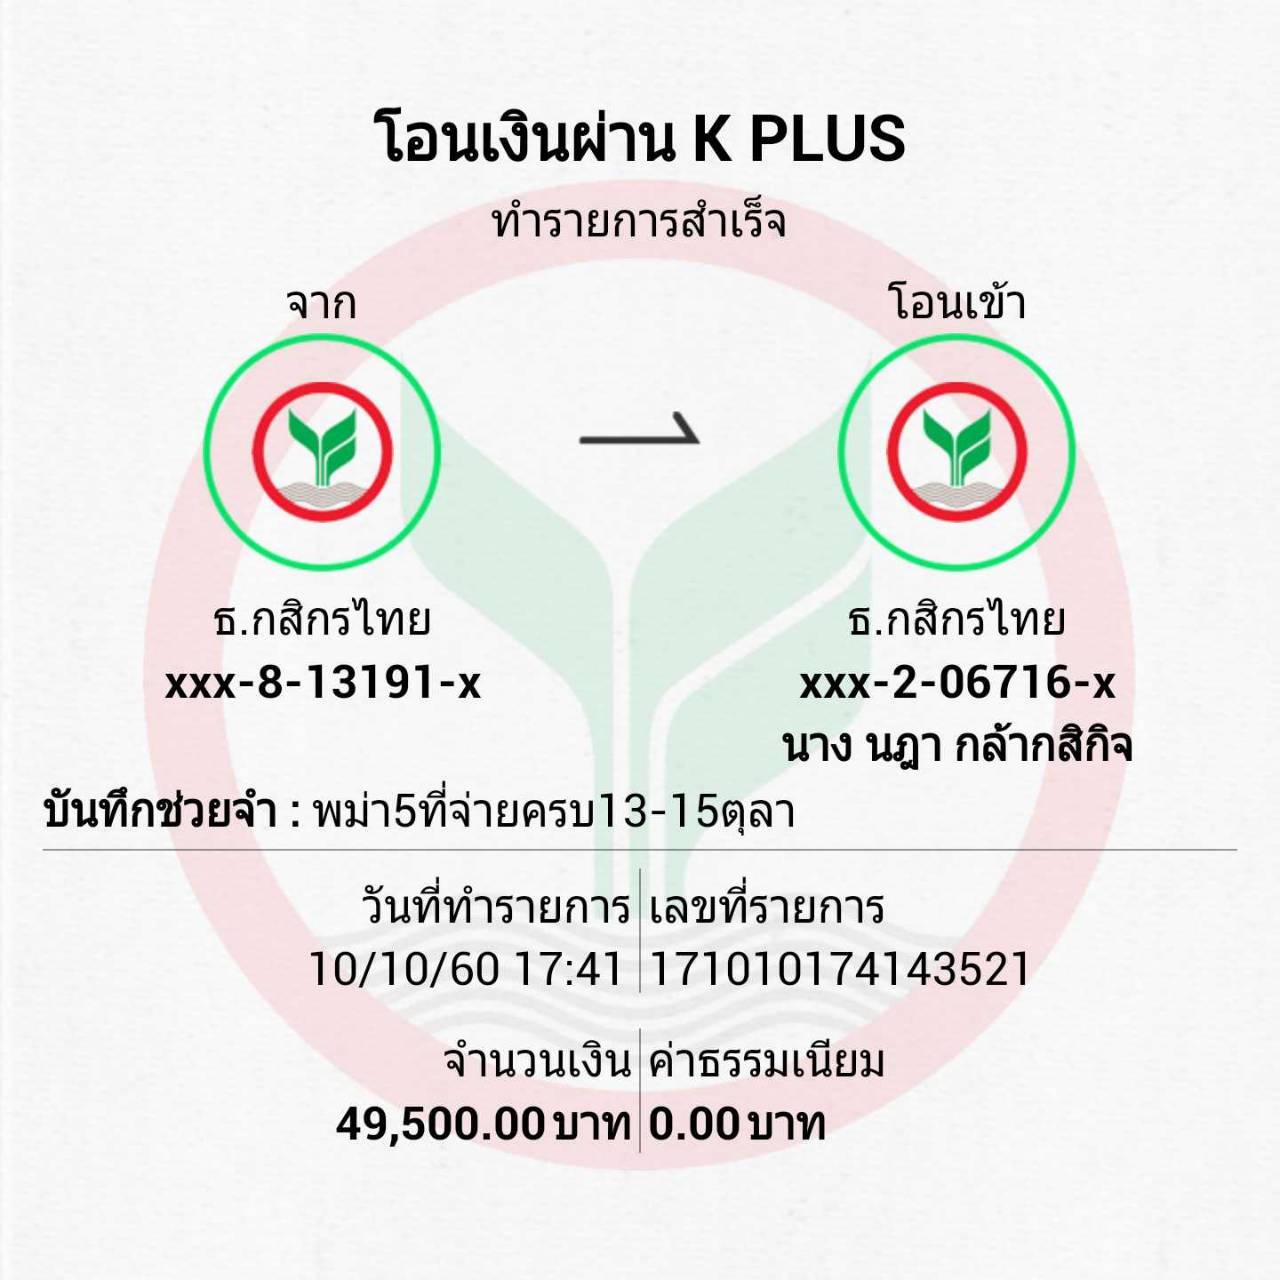 โอนเงินผ่าน K PLUS
ทำรายการสำเร็จ
จาก
โอนเข้า
ธ.กสิกรไทย
xxx-8-13191-x
ธ.กสิกรไทย
xxx-2-06716-x
นาง นฎา กล้ากสิกิจ
บันทึกช่วยจำ : พม่า5ที่จ่ายครบ13-15ตุลา
วันที่ทำรายการ
10/10/60 17:41
เลขที่รายการ
171010174143521
จำนวนเงิน
49,500.00 บาท
ค่าธรรมเนียม
0.00 บาท